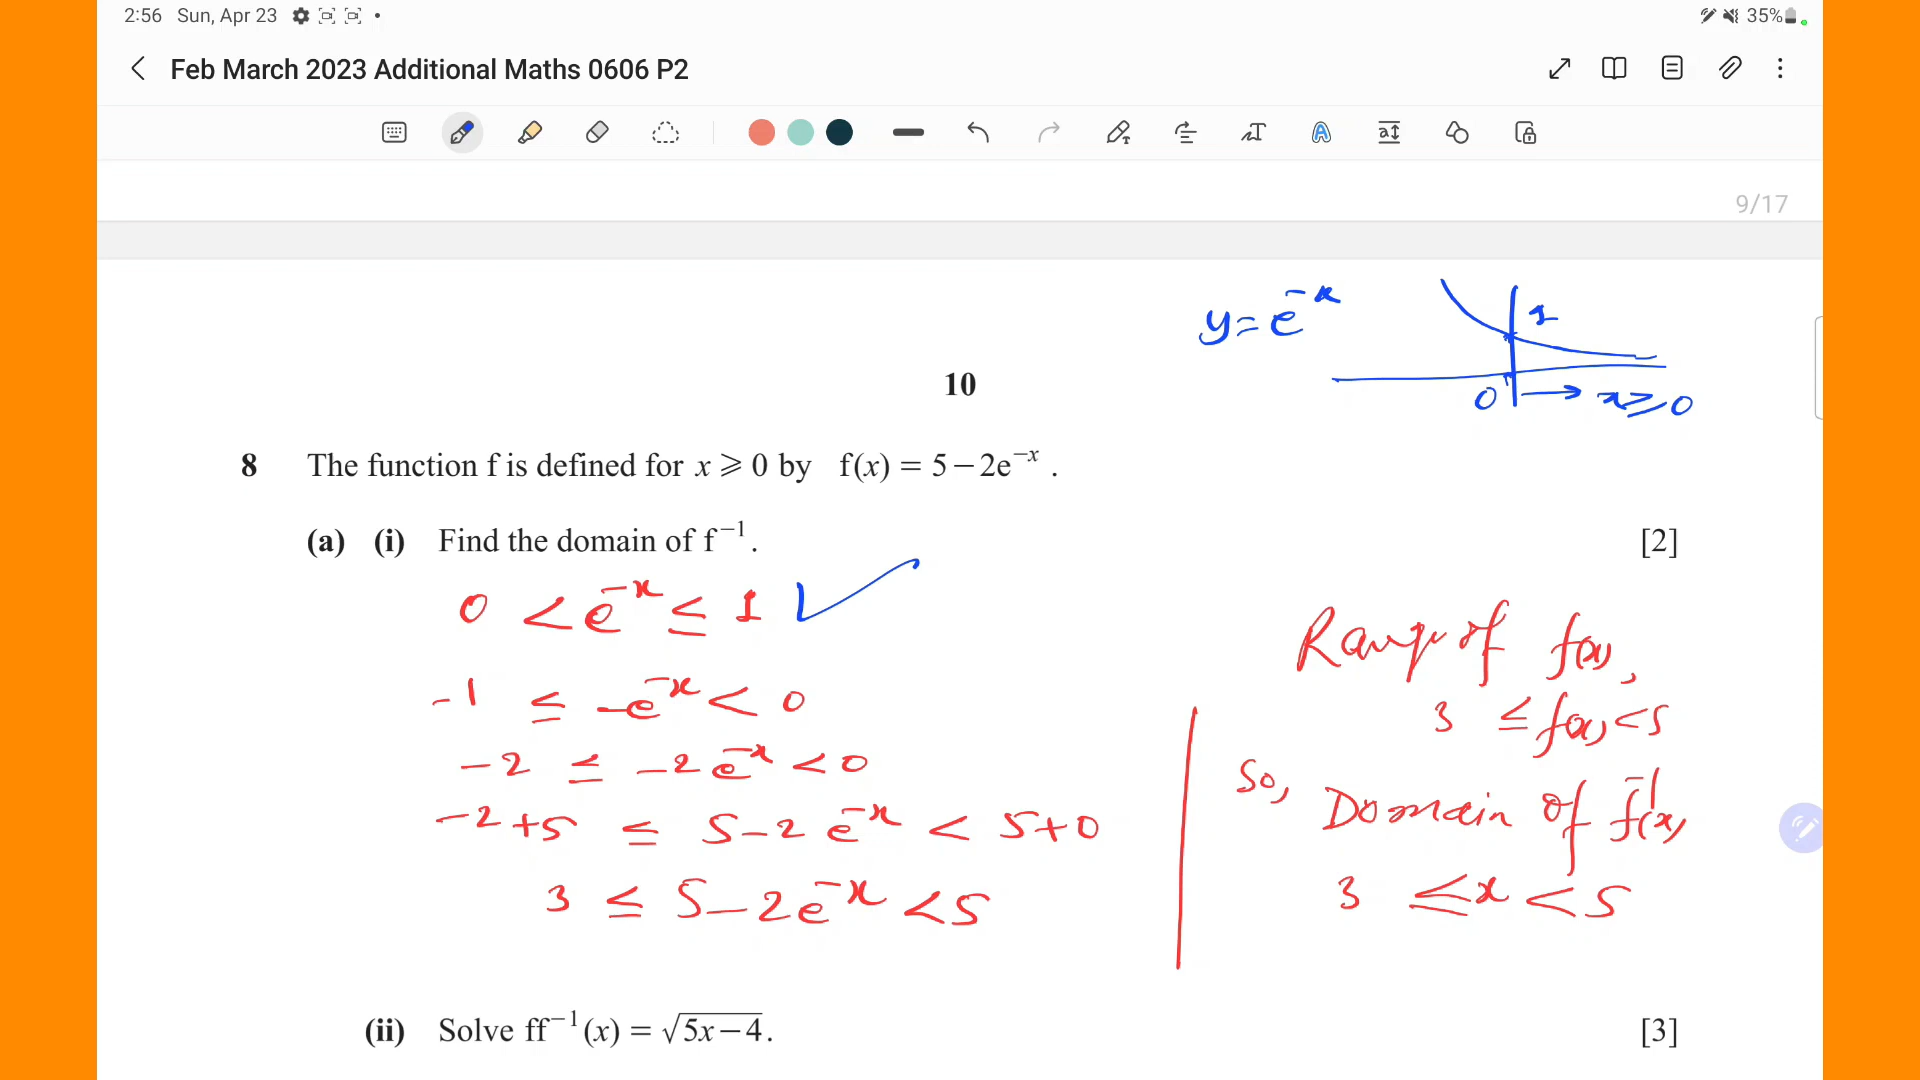 2:56 Sun, Apr 23
35%
Feb March 2023 Additional Maths 0606 P2
9/17
y = e^-x
1
0 → x ≥ 0
10
8 The function f is defined for x ⩾ 0 by f(x) = 5 − 2e^−x .
(a) (i) Find the domain of f^−1 . [2]
0 < e^-x ≤ 1
-1 ≤ -e^-x < 0
-2 ≤ -2e^-x < 0
-2+5 ≤ 5-2e^-x < 5+0
3 ≤ 5-2e^-x < 5
Range of f(x),
3 ≤ f(x) < 5
So, Domain of f^-1(x)
3 ≤ x < 5
(ii) Solve ff^−1(x) = √(5x−4). [3]